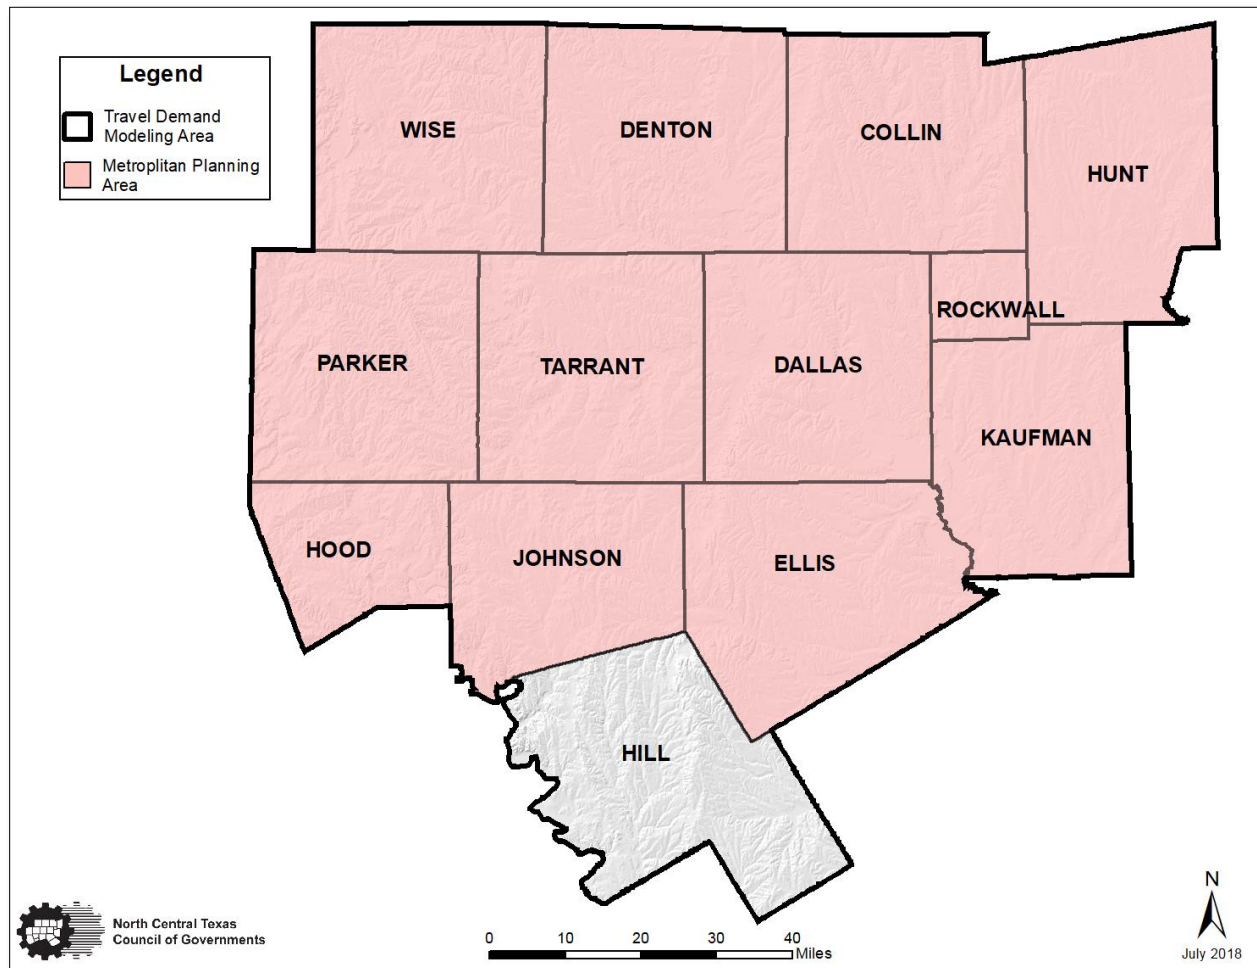 Legend
Travel Demand
Modeling Area
Metroplitan Planning
Area
WISE
DENTON
COLLIN
HUNT
ROCKWALL
PARKER
TARRANT
DALLAS
KAUFMAN
HOOD
JOHNSON
ELLIS
HILL
North Central Texas
Council of Governments
0 10 20 30 40
Miles
N
July 2018